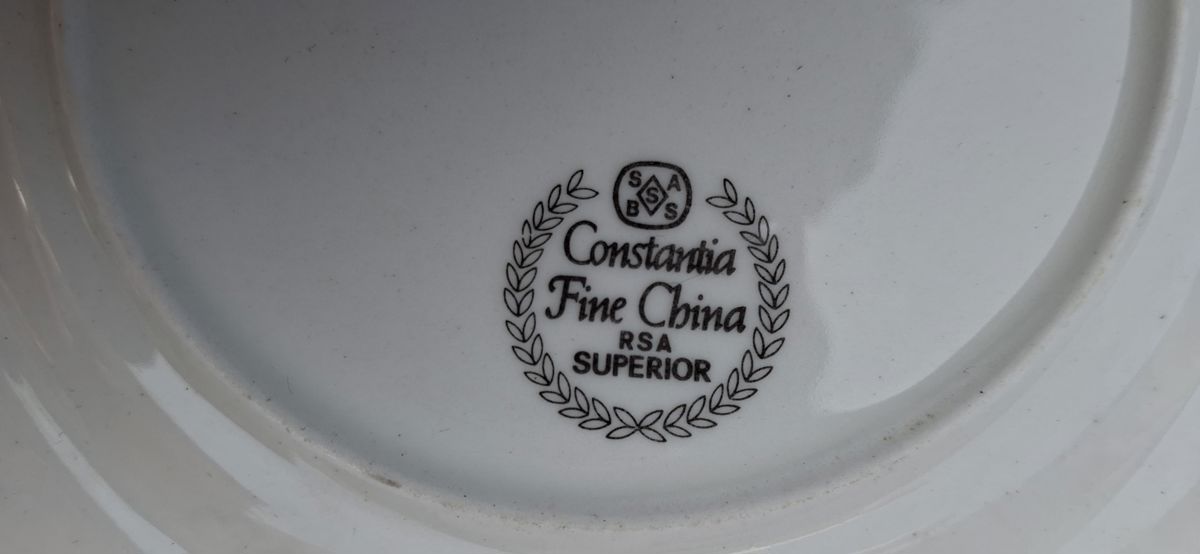 SABS
S
Constantia
Fine China
RSA
SUPERIOR